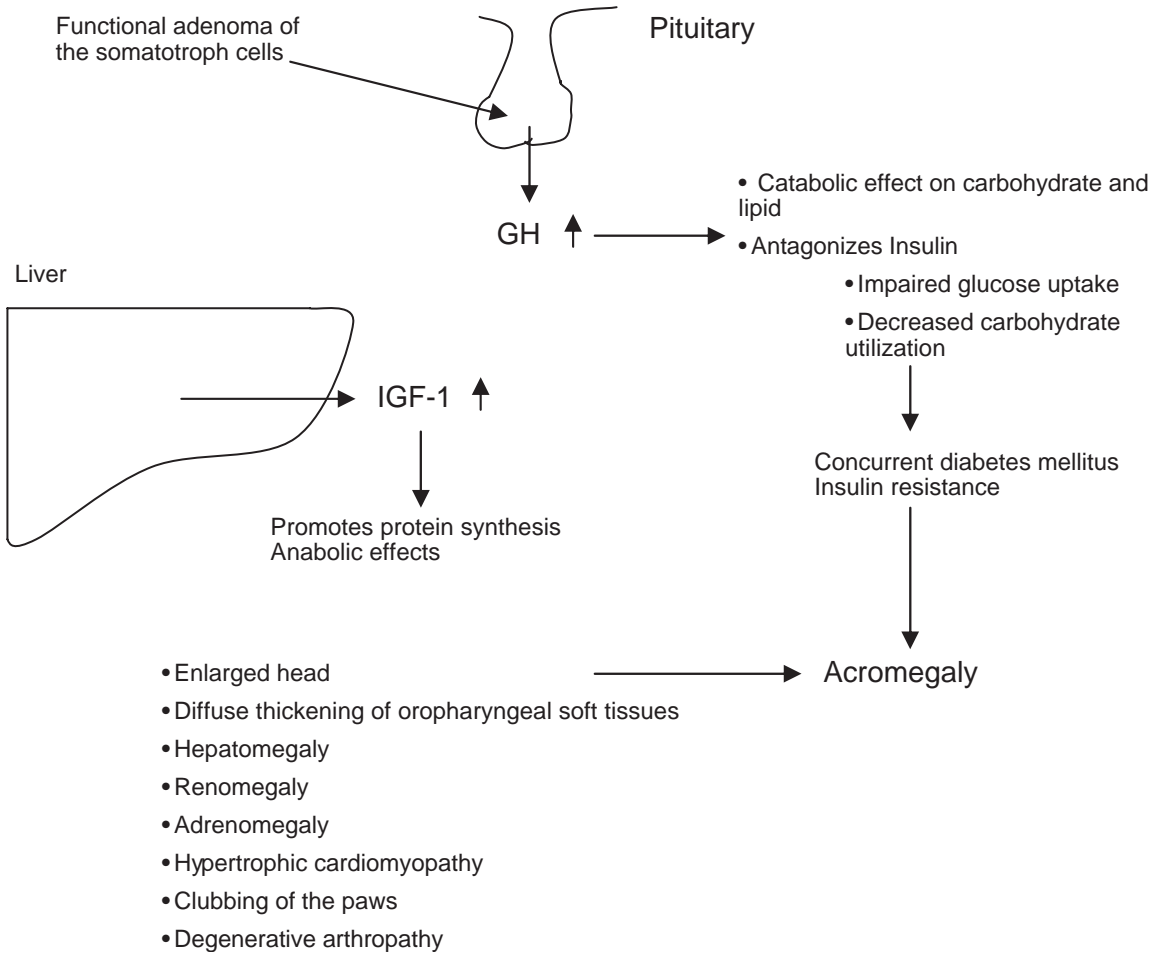 Functional adenoma of
the somatotroph cells
Pituitary
• Catabolic effect on carbohydrate and
lipid
GH
• Antagonizes Insulin
Liver
• Impaired glucose uptake
• Decreased carbohydrate
utilization
IGF-1
Concurrent diabetes mellitus
Insulin resistance
Promotes protein synthesis
Anabolic effects
• Enlarged head
Acromegaly
• Diffuse thickening of oropharyngeal soft tissues
• Hepatomegaly
• Renomegaly
• Adrenomegaly
• Hypertrophic cardiomyopathy
• Clubbing of the paws
• Degenerative arthropathy